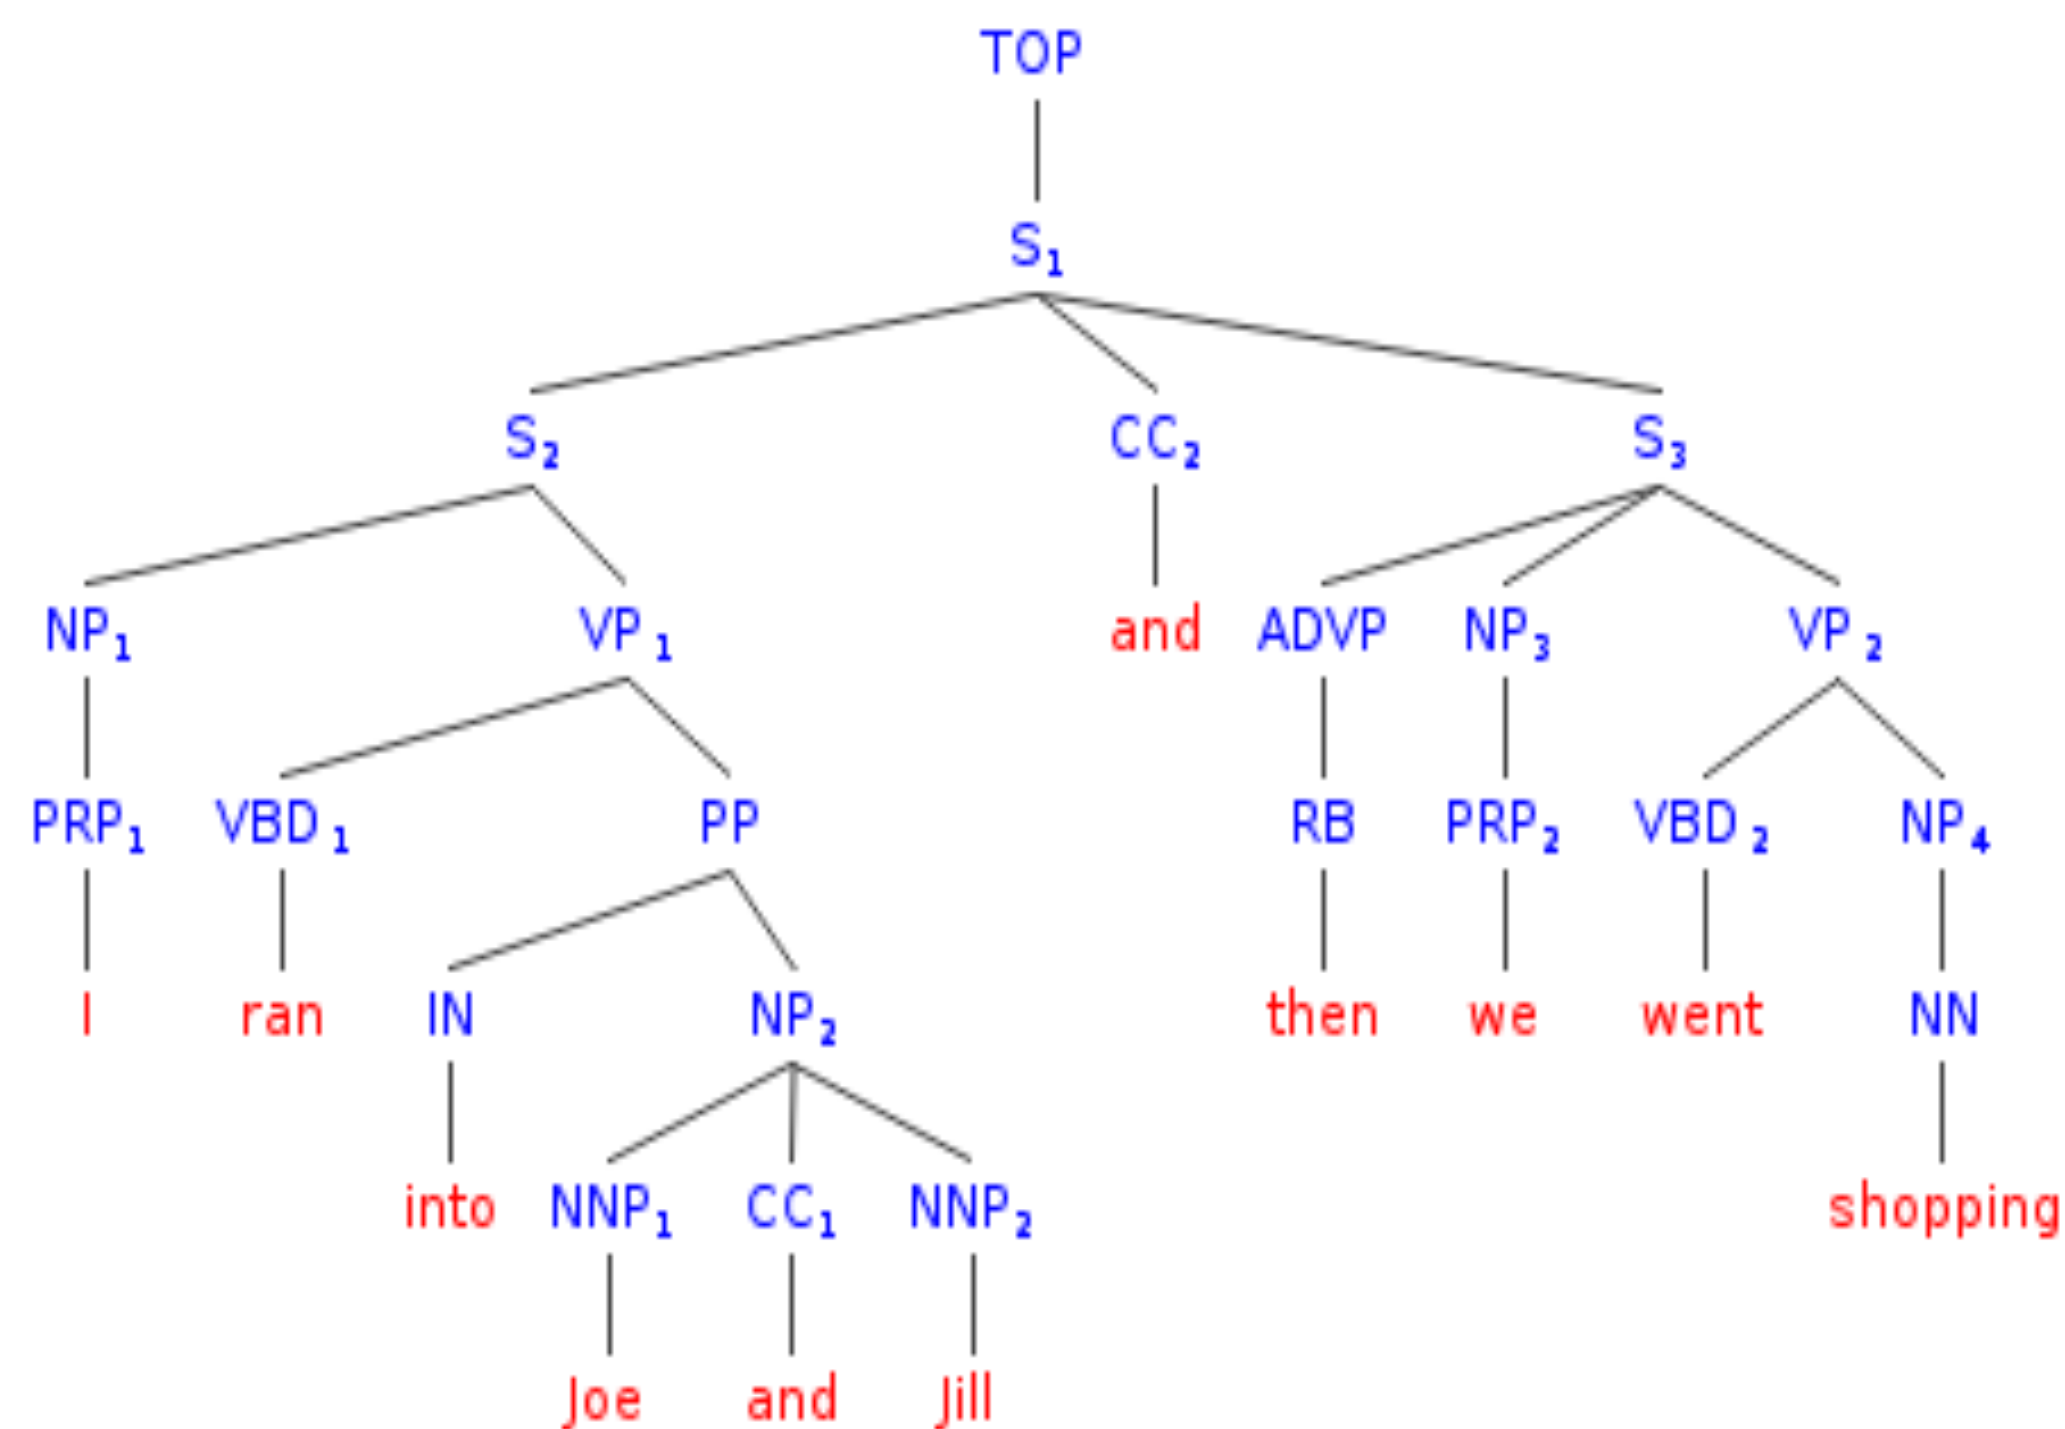 TOP
S₁
S₂ CC₂ S₃
NP₁ VP₁ and ADVP NP₃ VP₂
PRP₁ VBD₁ PP RB PRP₂ VBD₂ NP₄
I ran IN NP₂ then we went NN
into NNP₁ CC₁ NNP₂ shopping
Joe and Jill